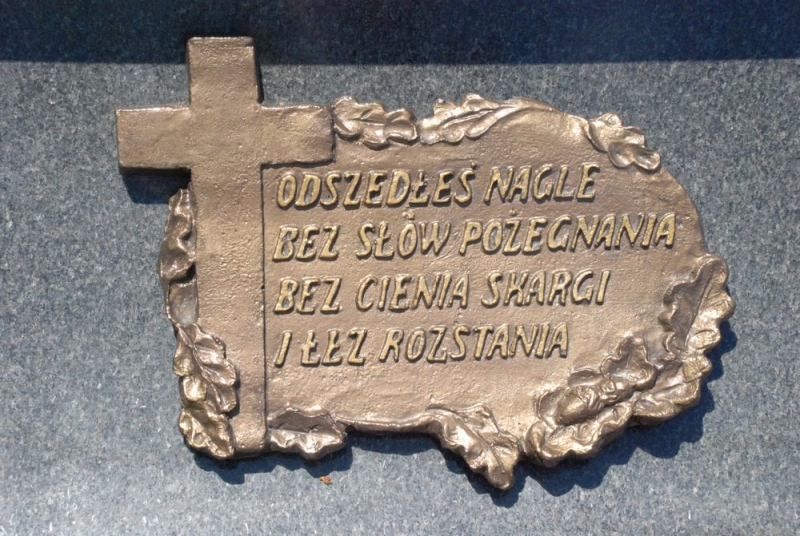 ODSZEDŁEŚ NAGLE
BEZ SŁÓW POŻEGNANIA
BEZ CIENIA SKARGI
I ŁEZ ROZSTANIA